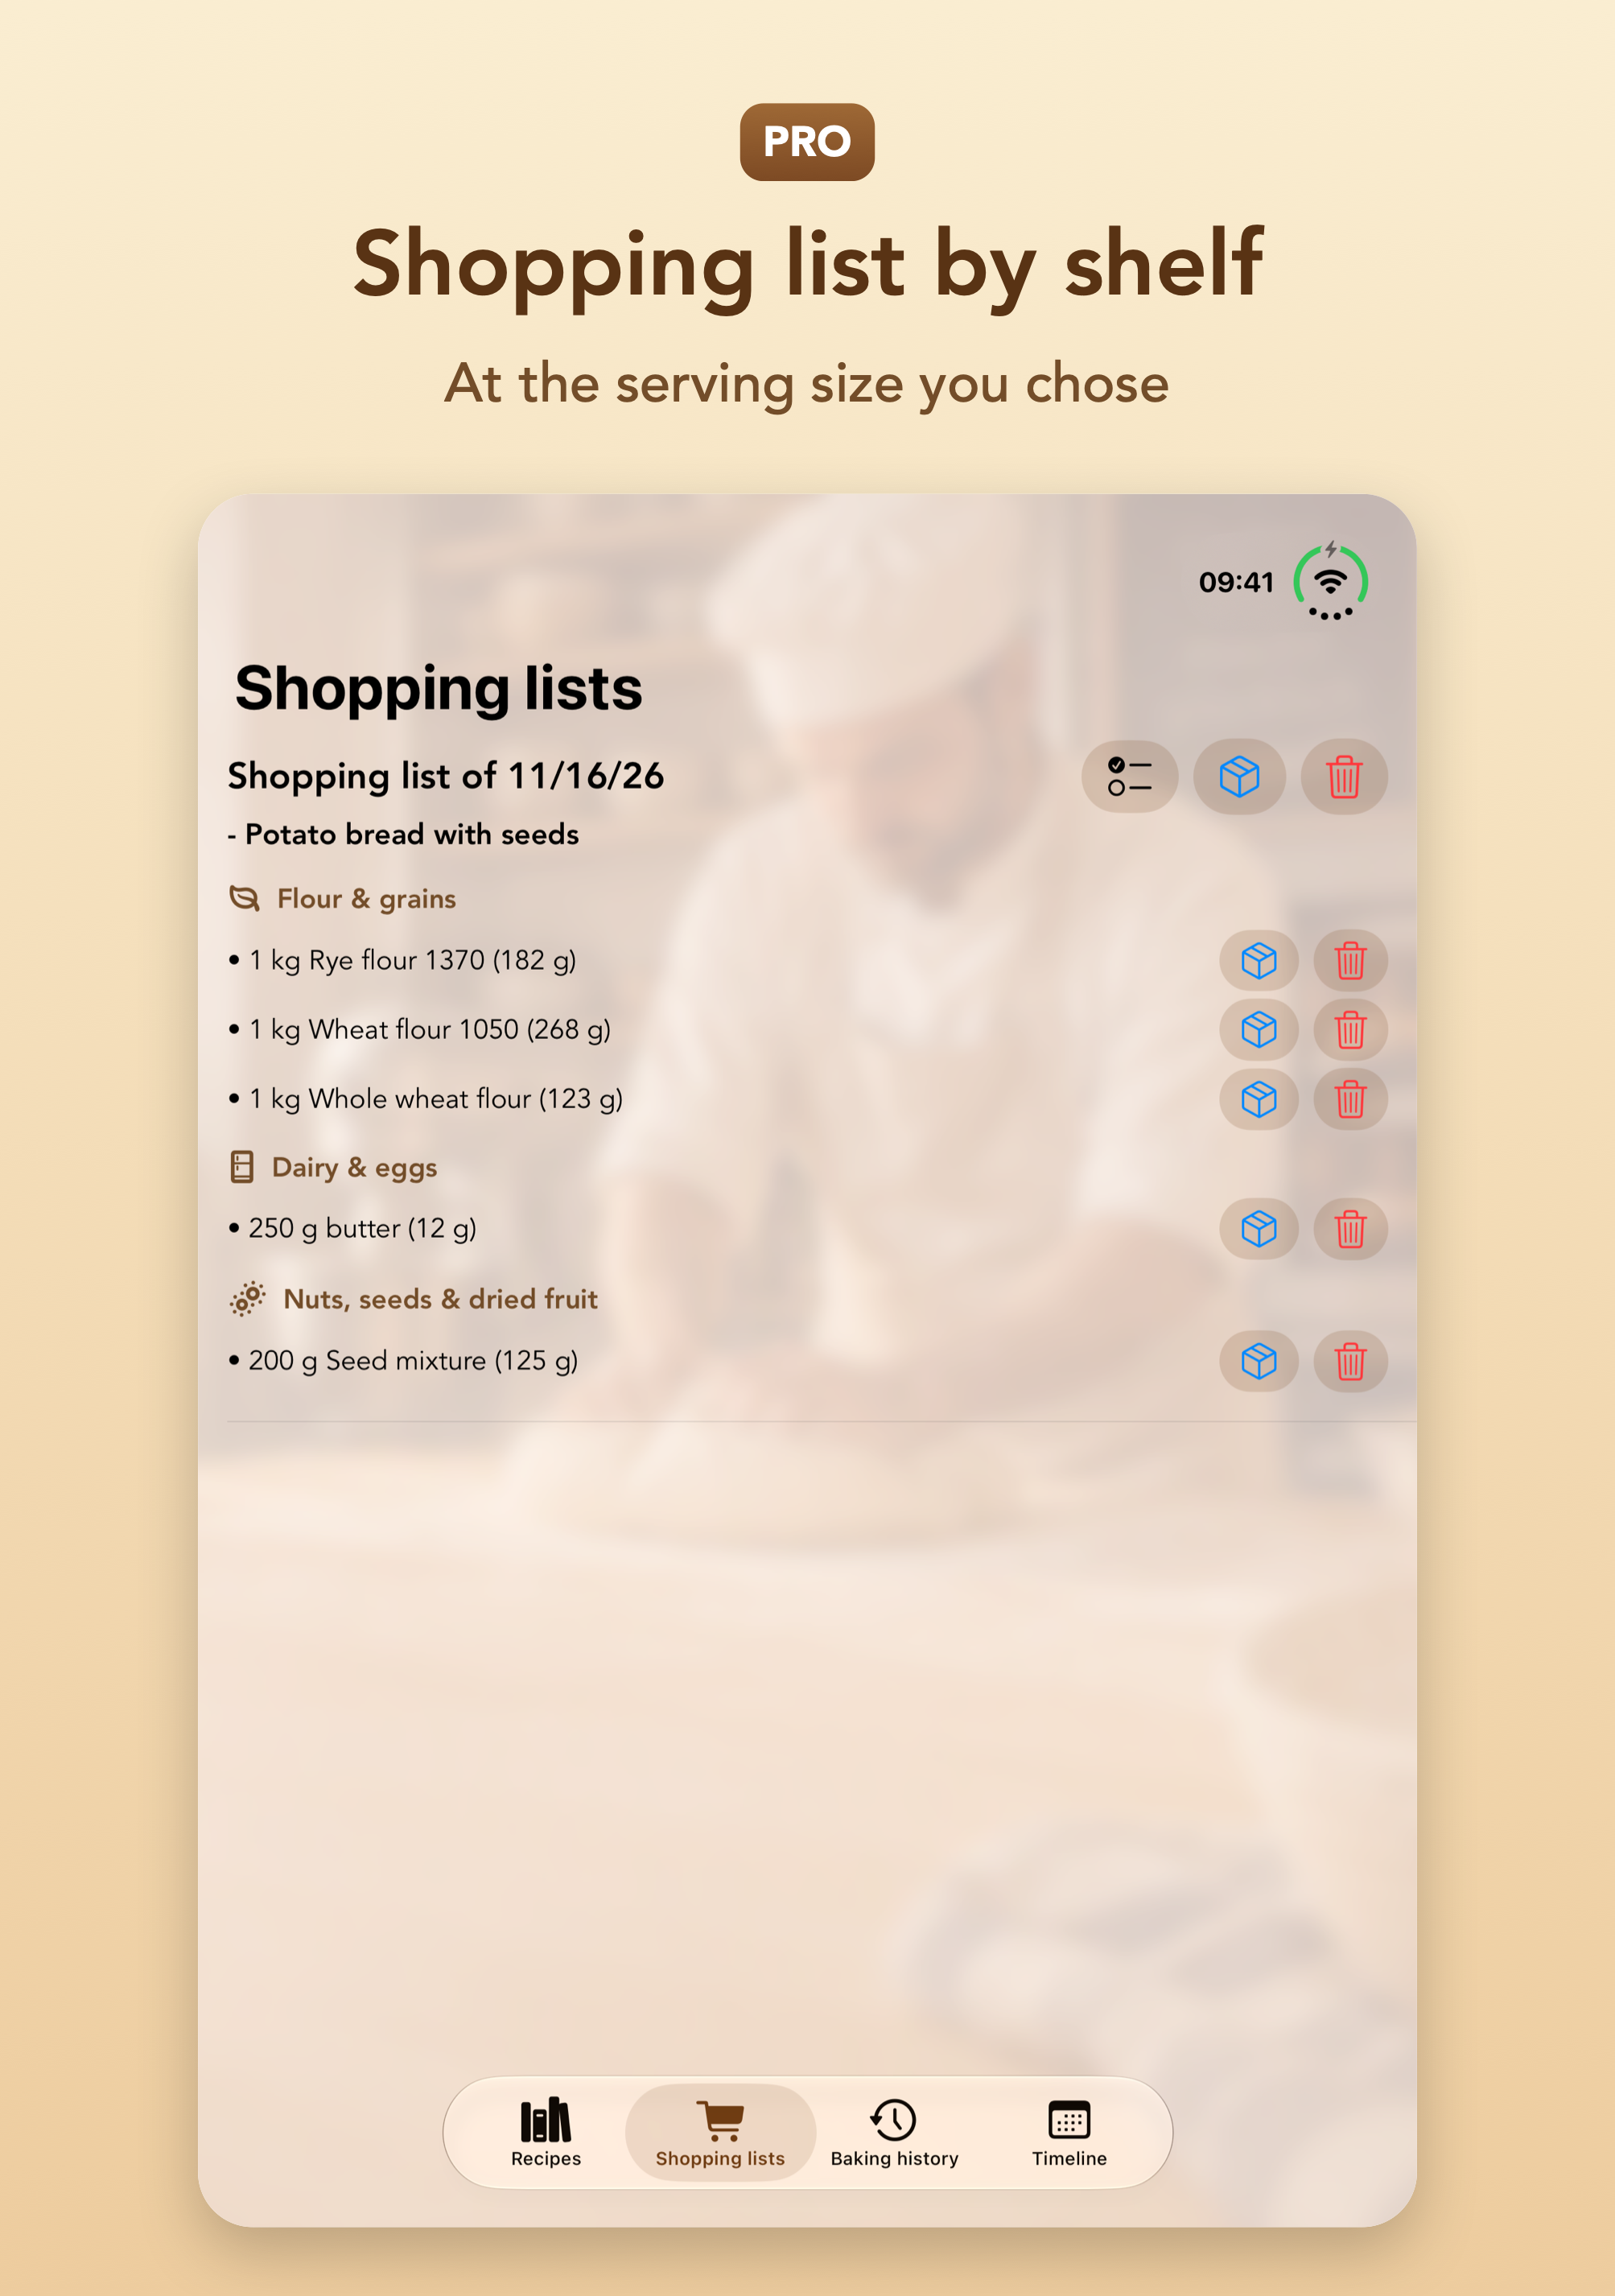 PRO
Shopping list by shelf
At the serving size you chose
09:41
Shopping lists
Shopping list of 11/16/26
- Potato bread with seeds
Flour & grains
• 1 kg Rye flour 1370 (182 g)
• 1 kg Wheat flour 1050 (268 g)
• 1 kg Whole wheat flour (123 g)
Dairy & eggs
• 250 g butter (12 g)
Nuts, seeds & dried fruit
• 200 g Seed mixture (125 g)
Recipes
Shopping lists
Baking history
Timeline